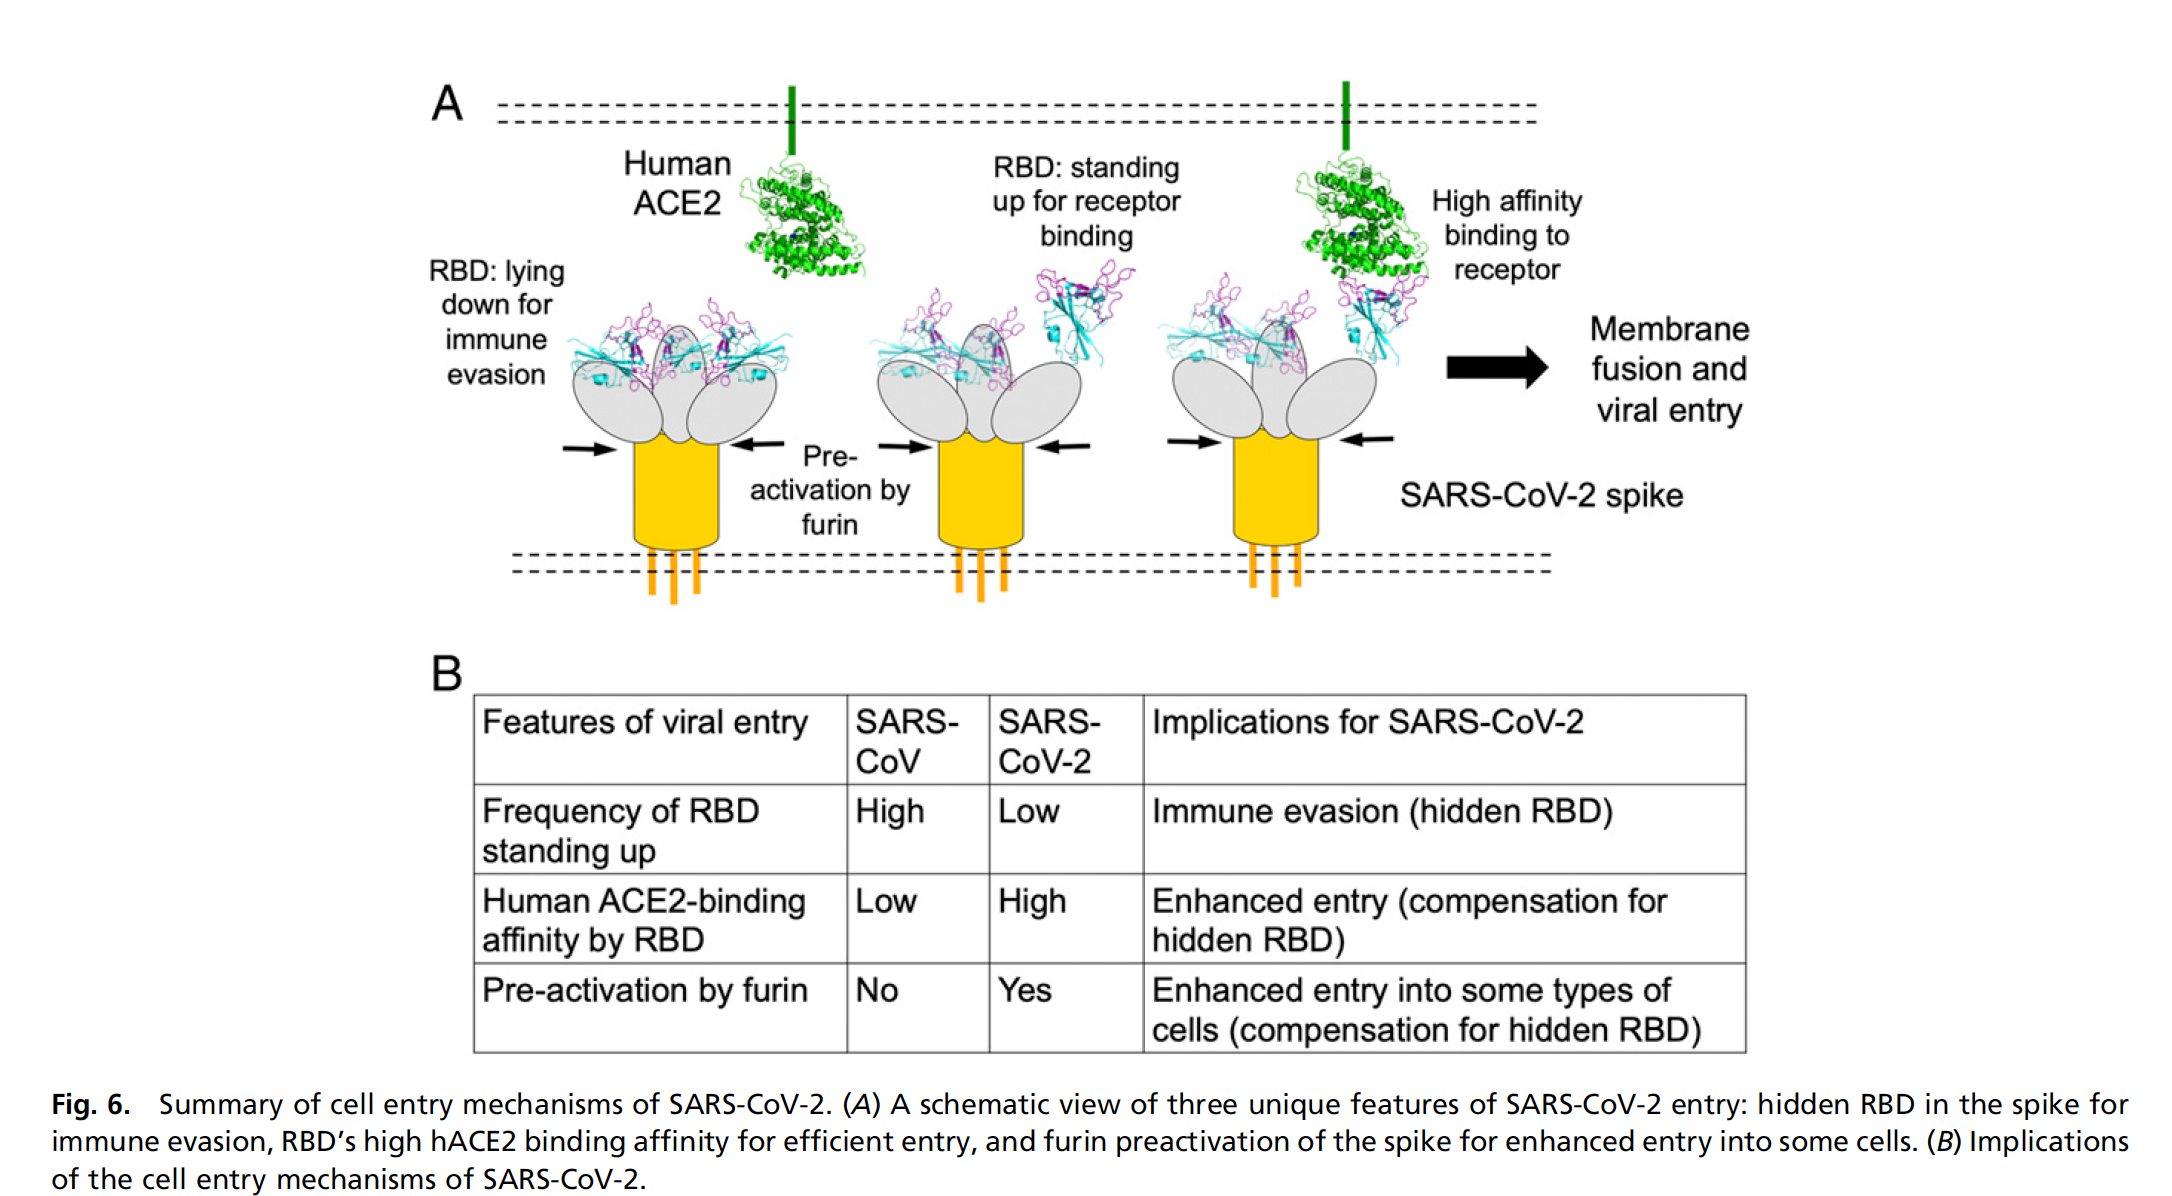 A
Human
ACE2
RBD: lying
down for
immune
evasion
RBD: standing
up for receptor
binding
High affinity
binding to
receptor
Membrane
fusion and
viral entry
Pre-
activation by
furin
SARS-CoV-2 spike
B
Features of viral entry
SARS-
CoV
SARS-
CoV-2
Implications for SARS-CoV-2
Frequency of RBD
standing up
High
Low
Immune evasion (hidden RBD)
Human ACE2-binding
affinity by RBD
Low
High
Enhanced entry (compensation for
hidden RBD)
Pre-activation by furin
No
Yes
Enhanced entry into some types of
cells (compensation for hidden RBD)
Fig. 6. Summary of cell entry mechanisms of SARS-CoV-2. (A) A schematic view of three unique features of SARS-CoV-2 entry: hidden RBD in the spike for
immune evasion, RBD’s high hACE2 binding affinity for efficient entry, and furin preactivation of the spike for enhanced entry into some cells. (B) Implications
of the cell entry mechanisms of SARS-CoV-2.